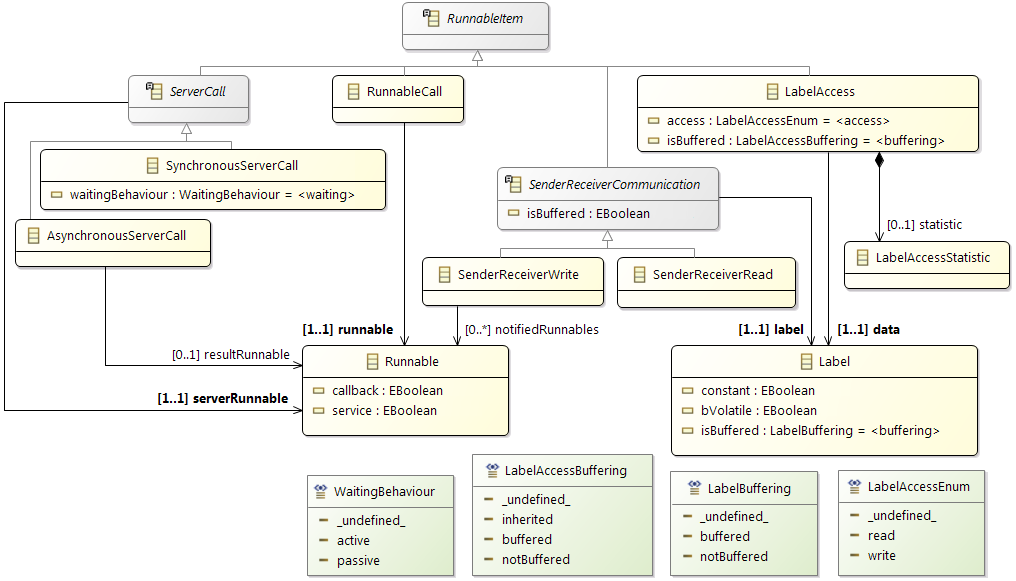 RunnableItem
ServerCall
RunnableCall
LabelAccess
access : LabelAccessEnum = <access>
isBuffered : LabelAccessBuffering = <buffering>
SynchronousServerCall
waitingBehaviour : WaitingBehaviour = <waiting>
SenderReceiverCommunication
isBuffered : EBoolean
AsynchronousServerCall
[0..1] statistic
LabelAccessStatistic
SenderReceiverWrite
SenderReceiverRead
[1..1] runnable
[0..*] notifiedRunnables
[1..1] label
[1..1] data
[0..1] resultRunnable
[1..1] serverRunnable
Runnable
callback : EBoolean
service : EBoolean
Label
constant : EBoolean
bVolatile : EBoolean
isBuffered : LabelBuffering = <buffering>
WaitingBehaviour
_undefined_
active
passive
LabelAccessBuffering
_undefined_
inherited
buffered
notBuffered
LabelBuffering
_undefined_
buffered
notBuffered
LabelAccessEnum
_undefined_
read
write